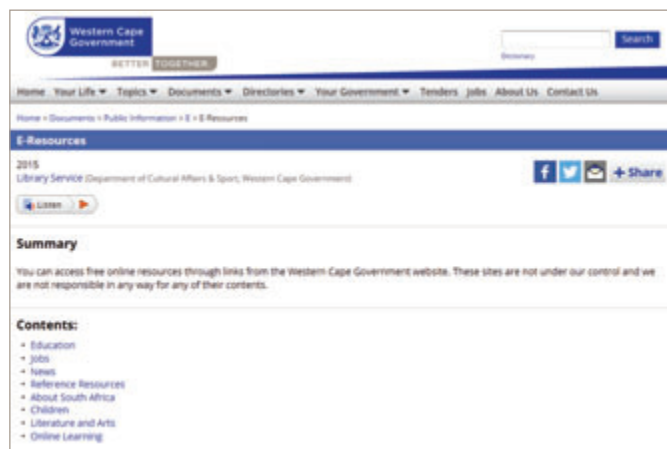 Western Cape
Government
BETTER TOGETHER.
Search
Home Your Life Topics Documents Directories Your Government Tenders Jobs About Us Contact Us
Home > Documents > Public Information > E > E-Resources
E-Resources
2015
Library Service (Department of Cultural Affairs & Sport, Western Cape Government)
+ Share
Listen
Summary
You can access free online resources through links from the Western Cape Government website. These sites are not under our control and we
are not responsible in any way for any of their contents.
Contents:
Education
Jobs
News
Reference Resources
About South Africa
Children
Literature and Arts
Online Learning